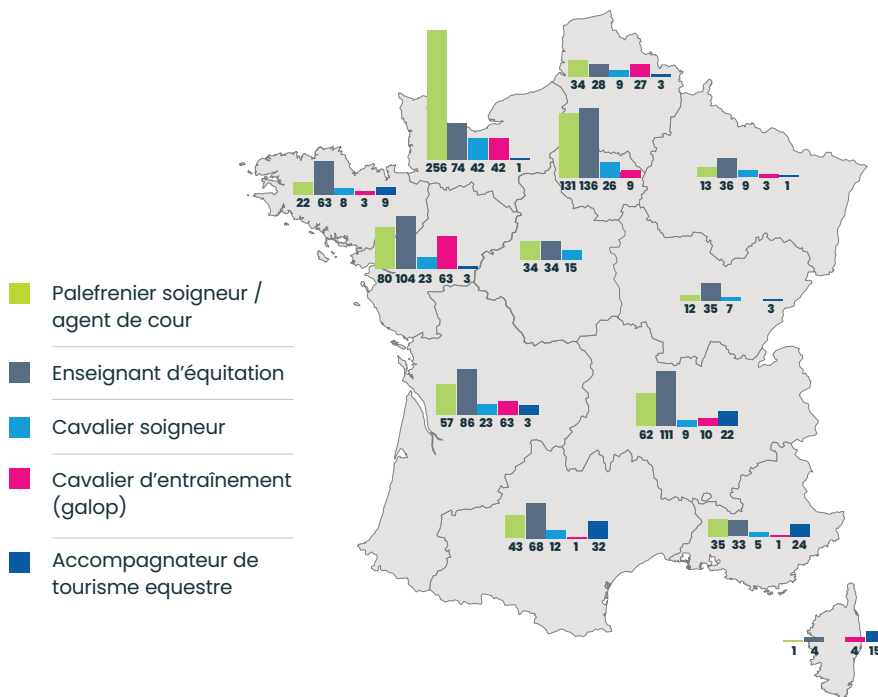 34 28 9 27 3
256 74 42 42 1
131 136 26 9
13 36 9 3 1
22 63 8 3 9
80 104 23 63 3
34 34 15
12 35 7 3
Palefrenier soigneur /
agent de cour
Enseignant d'équitation
Cavalier soigneur
Cavalier d'entraînement
(galop)
Accompagnateur de
tourisme equestre
57 86 23 63 3
62 111 9 10 22
43 68 12 1 32
35 33 5 1 24
1 4 4 15